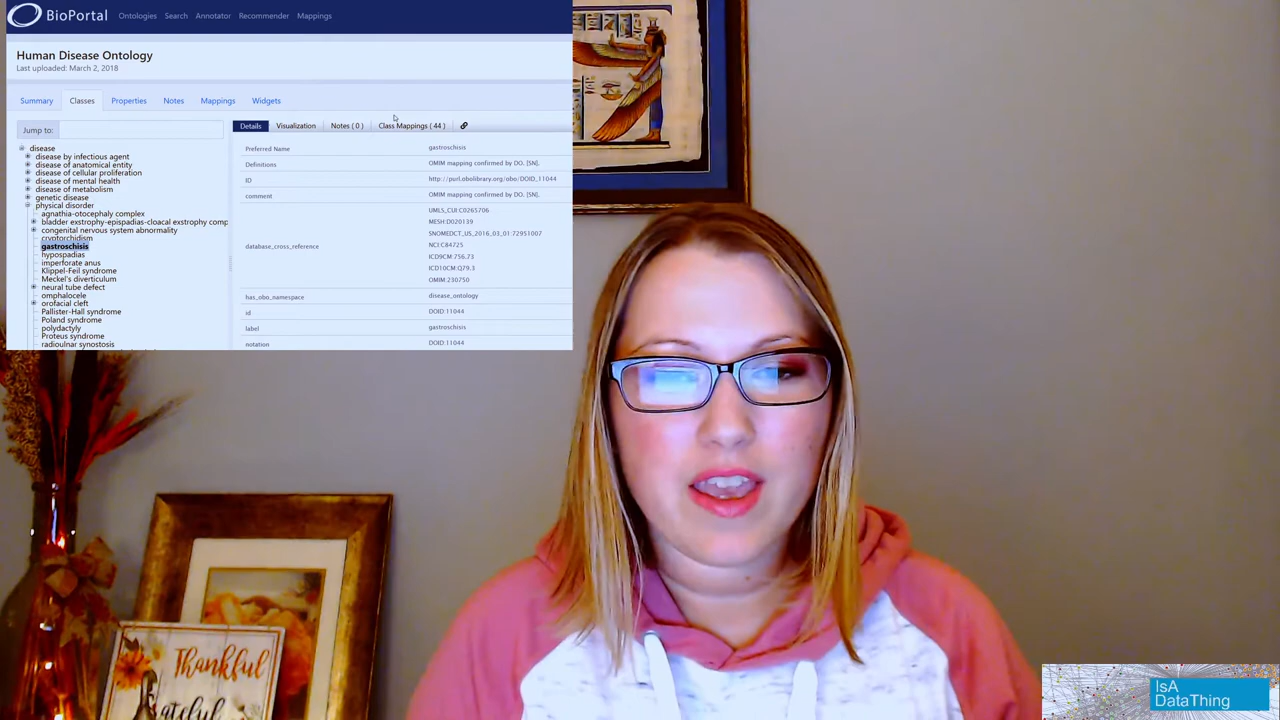 BioPortal
Ontologies
Search
Annotator
Recommender
Mappings
Human Disease Ontology
Last uploaded: March 2, 2018
Summary
Classes
Properties
Notes
Mappings
Widgets
Jump to:
disease
disease by infectious agent
disease of anatomical entity
disease of cellular proliferation
disease of mental health
disease of metabolism
genetic disease
physical disorder
agnathia-otocephaly complex
bladder exstrophy-epispadias-cloacal exstrophy comp
congenital nervous system abnormality
cryptorchidism
gastroschisis
hypospadias
imperforate anus
Klippel-Feil syndrome
Meckel's diverticulum
neural tube defect
omphalocele
orofacial cleft
Pallister-Hall syndrome
Poland syndrome
polydactyly
Proteus syndrome
radioulnar synostosis
Details
Visualization
Notes ( 0 )
Class Mappings ( 44 )
Preferred Name
gastroschisis
Definitions
OMIM mapping confirmed by DO. [SN].
ID
http://purl.obolibrary.org/obo/DOID_11044
comment
OMIM mapping confirmed by DO. [SN].
database_cross_reference
UMLS_CUI:C0265706
MESH:D020139
SNOMEDCT_US_2016_03_01:72951007
NCI:C84725
ICD9CM:756.73
ICD10CM:Q79.3
OMIM:230750
has_obo_namespace
disease_ontology
id
DOID:11044
label
gastroschisis
notation
DOID:11044
Thankful
IsA
DataThing